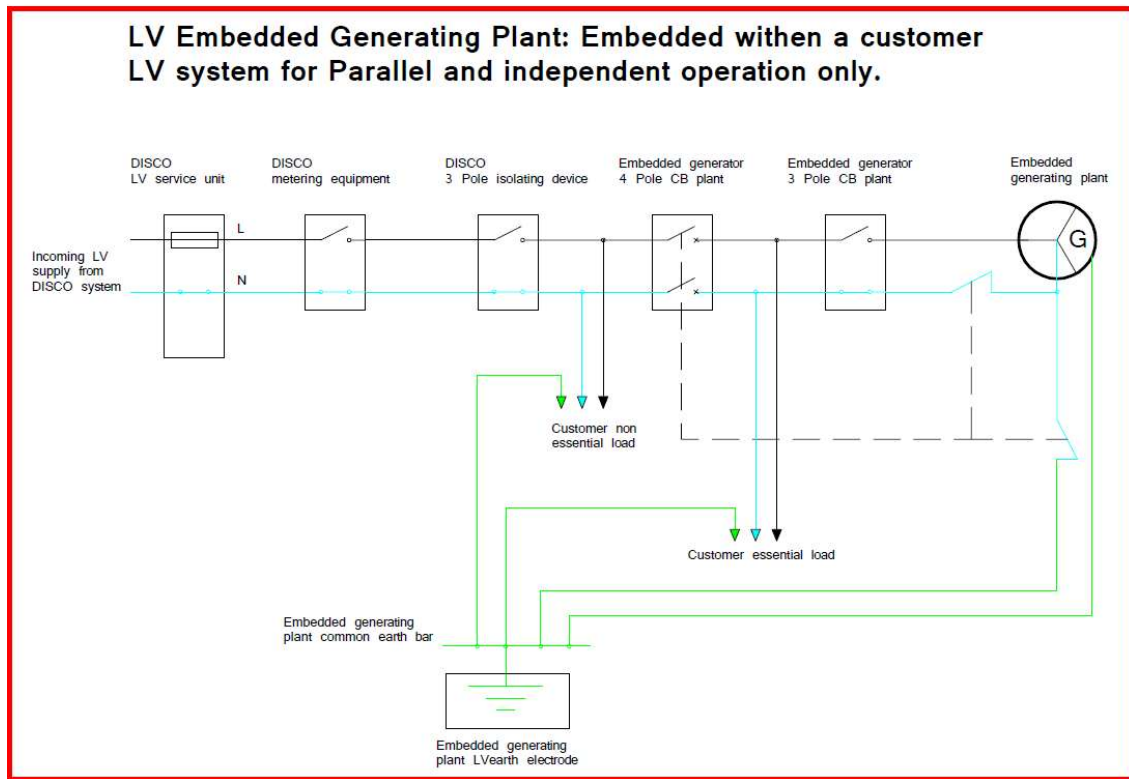 LV Embedded Generating Plant: Embedded withen a customer
LV system for Parallel and independent operation only.
DISCO
LV service unit
DISCO
metering equipment
DISCO
3 Pole isolating device
Embedded generator
4 Pole CB plant
Embedded generator
3 Pole CB plant
Embedded
generating plant
L
G
Incoming LV
supply from
DISCO system
N
Customer non
essential load
Customer essential load
Embedded generating
plant common earth bar
Embedded generating
plant LVearth electrode